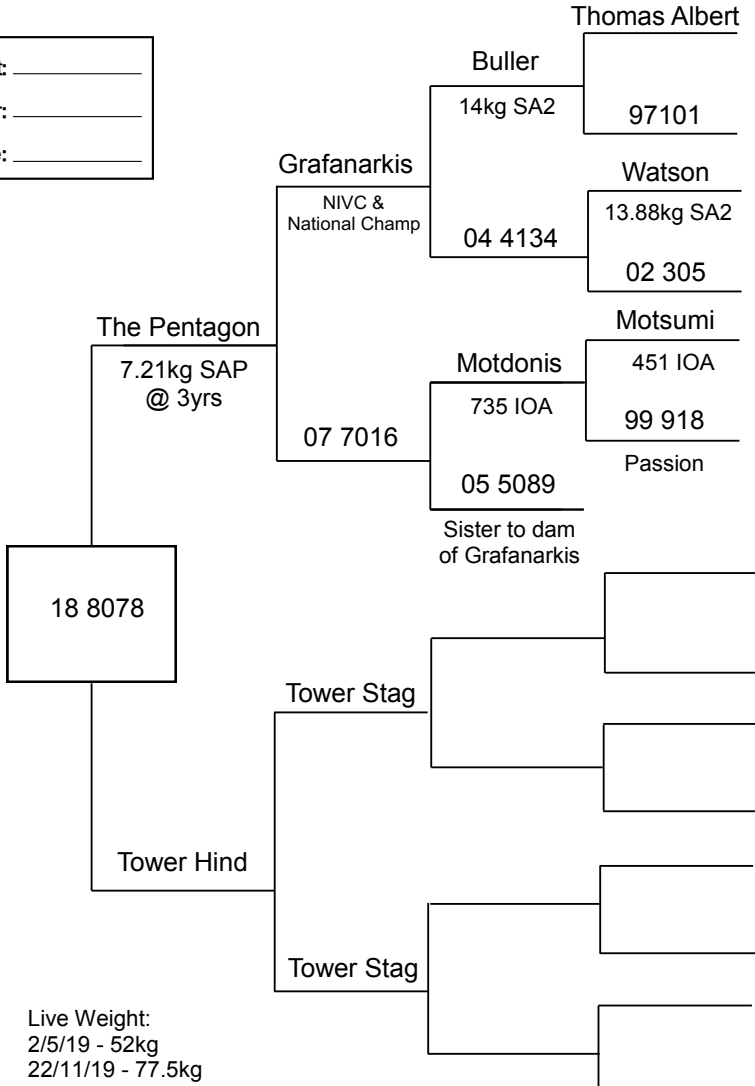 Thomas Albert
Buller
14kg SA2
97101
Grafanarkis
NIVC &
National Champ
Watson
13.88kg SA2
04 4134
02 305
The Pentagon
7.21kg SAP
@ 3yrs
Motsumi
451 IOA
Motdonis
735 IOA
99 918
Passion
07 7016
05 5089
Sister to dam
of Grafanarkis
18 8078
Tower Stag
Tower Hind
Tower Stag
Live Weight:
2/5/19 - 52kg
22/11/19 - 77.5kg